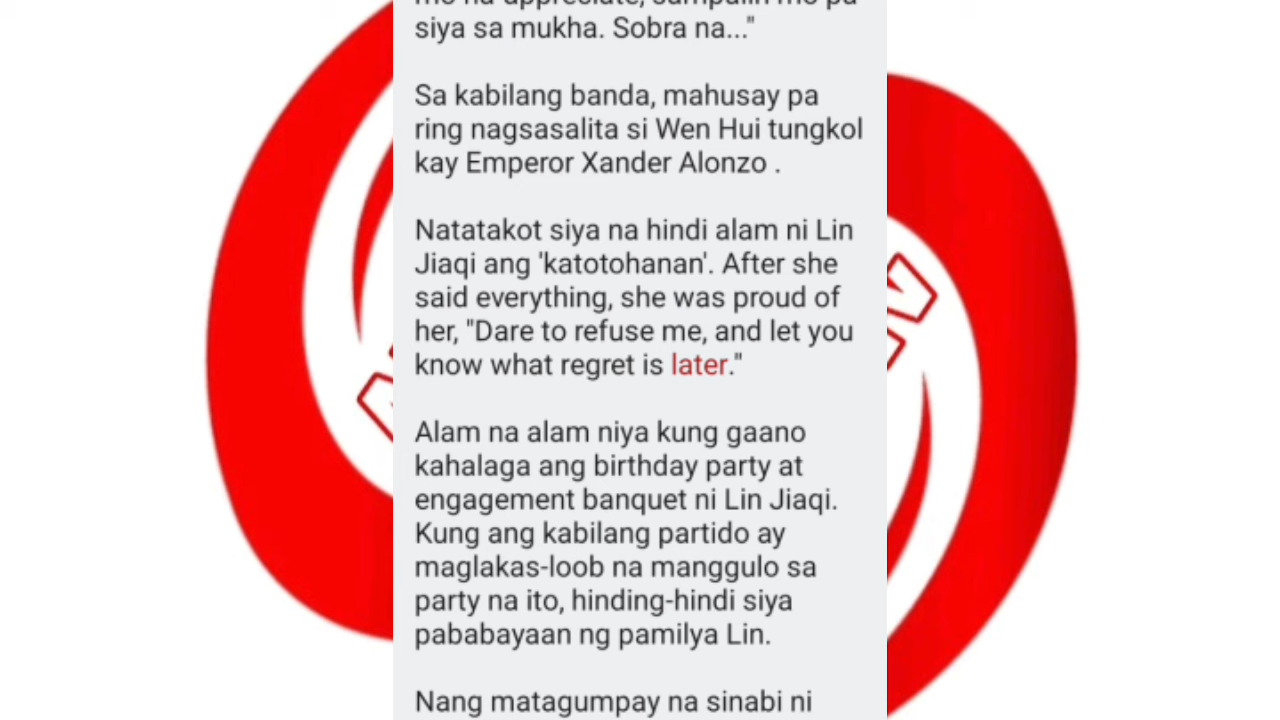 siya sa mukha. Sobra na..."
Sa kabilang banda, mahusay pa
ring nagsasalita si Wen Hui tungkol
kay Emperor Xander Alonzo .
Natatakot siya na hindi alam ni Lin
Jiaqi ang 'katotohanan'. After she
said everything, she was proud of
her, "Dare to refuse me, and let you
know what regret is later."
Alam na alam niya kung gaano
kahalaga ang birthday party at
engagement banquet ni Lin Jiaqi.
Kung ang kabilang partido ay
maglakas-loob na manggulo sa
party na ito, hinding-hindi siya
pababayaan ng pamilya Lin.
Nang matagumpay na sinabi ni